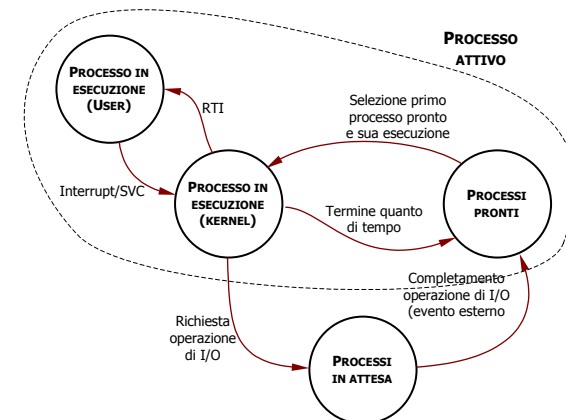 PROCESSO
ATTIVO
PROCESSO IN
ESECUZIONE
(USER)
RTI
Selezione primo
processo pronto
e sua esecuzione
Interrupt/SVC
PROCESSO IN
ESECUZIONE
(KERNEL)
Termine quanto
di tempo
PROCESSI
PRONTI
Completamento
operazione di I/O
(evento esterno
Richiesta
operazione
di I/O
PROCESSI
IN ATTESA